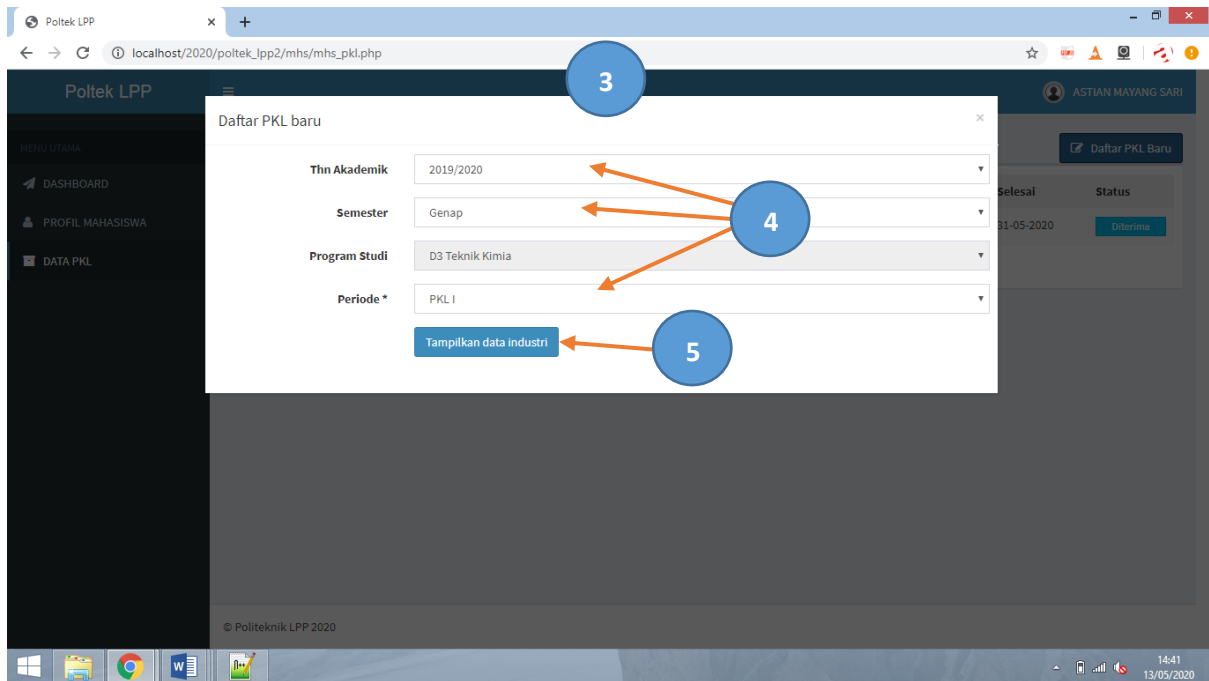 Poltek LPP
localhost/2020/poltek_lpp2/mhs/mhs_pkl.php
3
Poltek LPP
ASTIAN MAYANG SARI
Daftar PKL baru
MENU UTAMA
Daftar PKL Baru
Thn Akademik 2019/2020
DASHBOARD
Selesai Status
Semester Genap
4
PROFIL MAHASISWA
31-05-2020 Diterima
Program Studi D3 Teknik Kimia
DATA PKL
Periode * PKL I
Tampilkan data industri
5
© Politeknik LPP 2020
14:41
13/05/2020